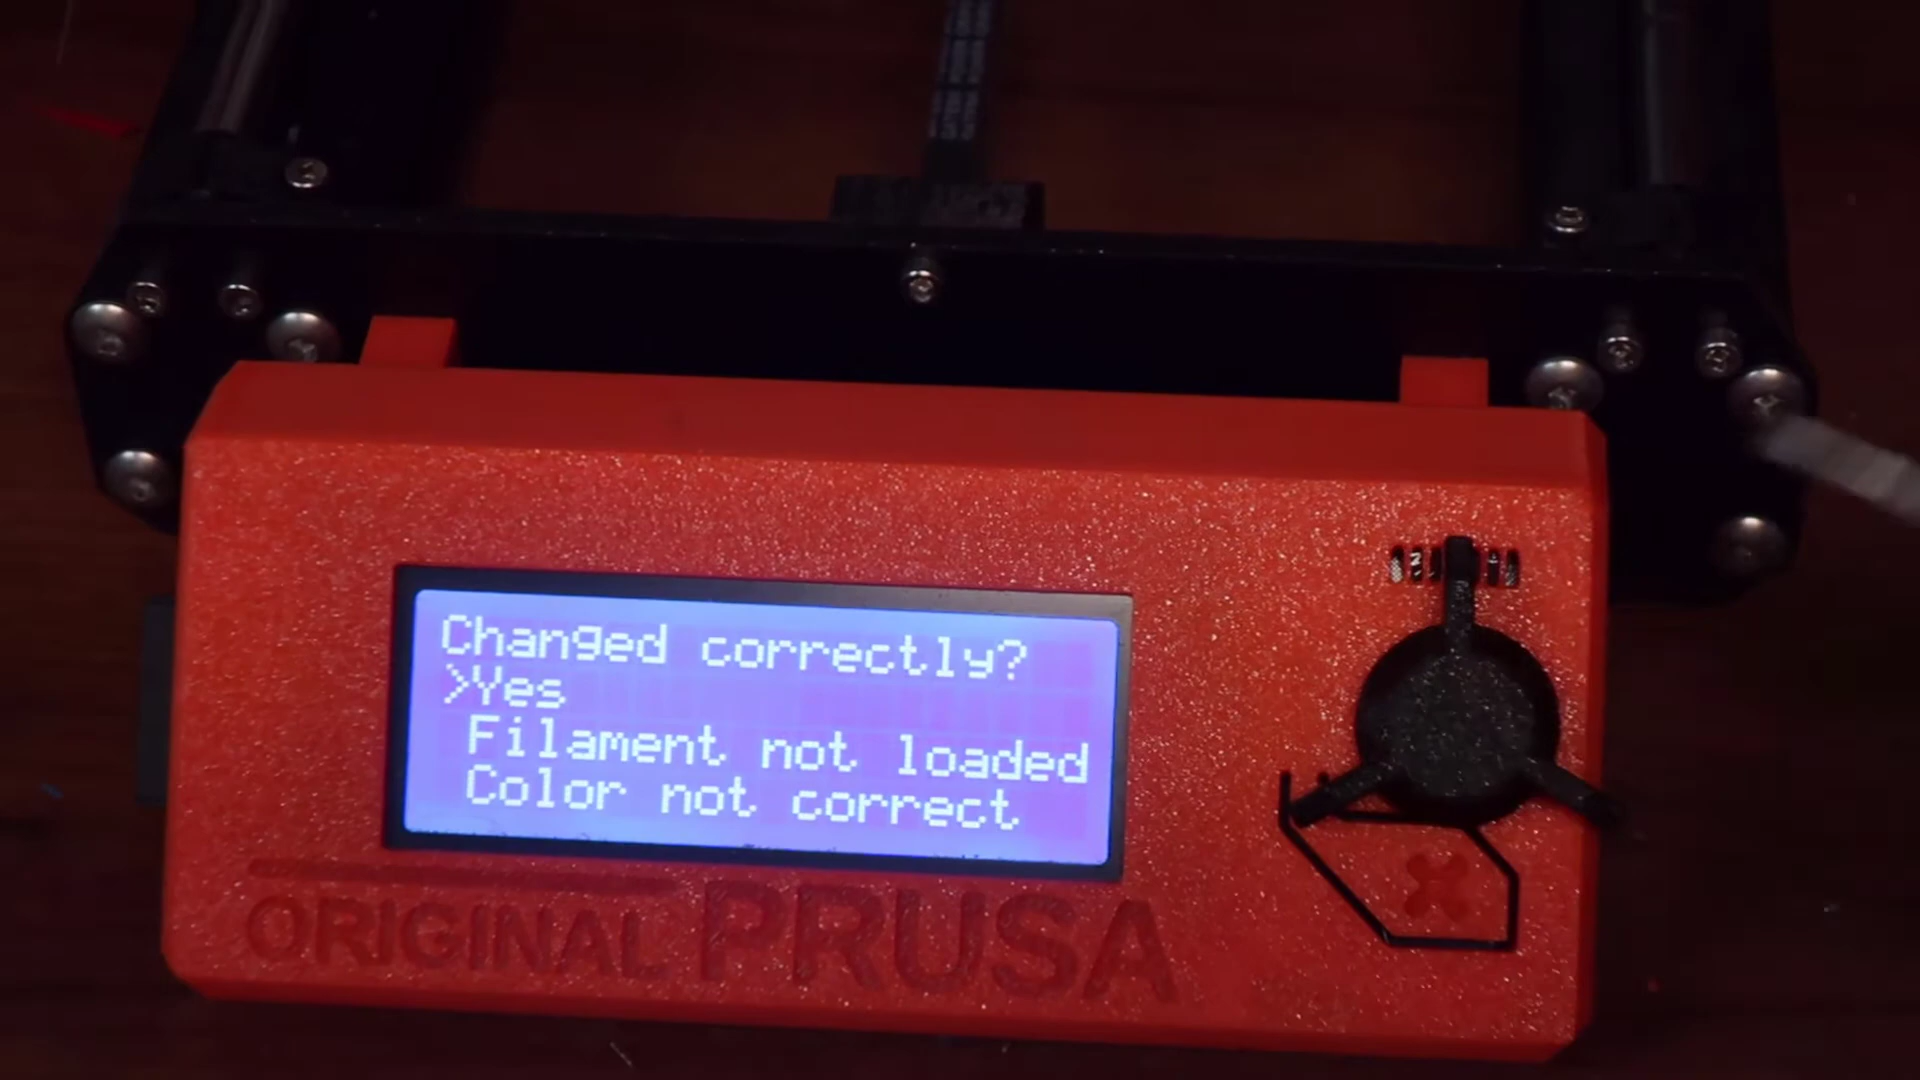 Changed correctly?
>Yes
Filament not loaded
Color not correct
ORIGINAL PRUSA